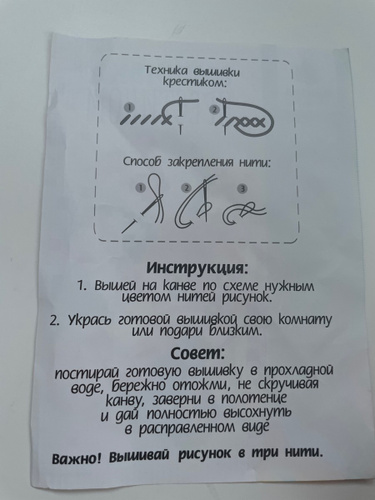 Техника вышивки
крестиком:
1 2
Способ закрепления нити:
1 2 3
Инструкция:
1. Вышей на канве по схеме нужным
цветом нитей рисунок.
2. Укрась готовой вышивкой свою комнату
или подари близким.
Совет:
постирай готовую вышивку в прохладной
воде, бережно отожми, не скручивая
канву, заверни в полотенце
и дай полностью высохнуть
в расправленном виде
Важно! Вышивай рисунок в три нити.